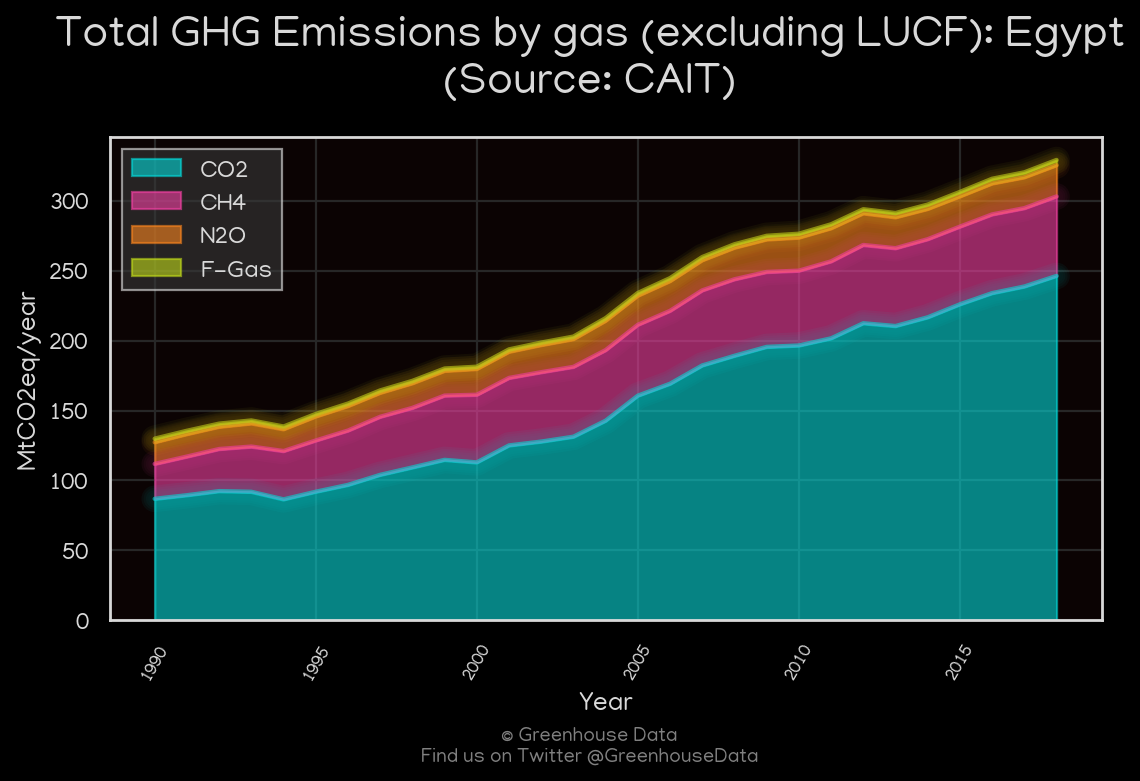 Total GHG Emissions by gas (excluding LUCF): Egypt
(Source: CAIT)
CO2
CH4
N2O
F-Gas
MtCO2eq/year
300
250
200
150
100
50
0
1990
1995
2000
2005
2010
2015
Year
© Greenhouse Data
Find us on Twitter @GreenhouseData